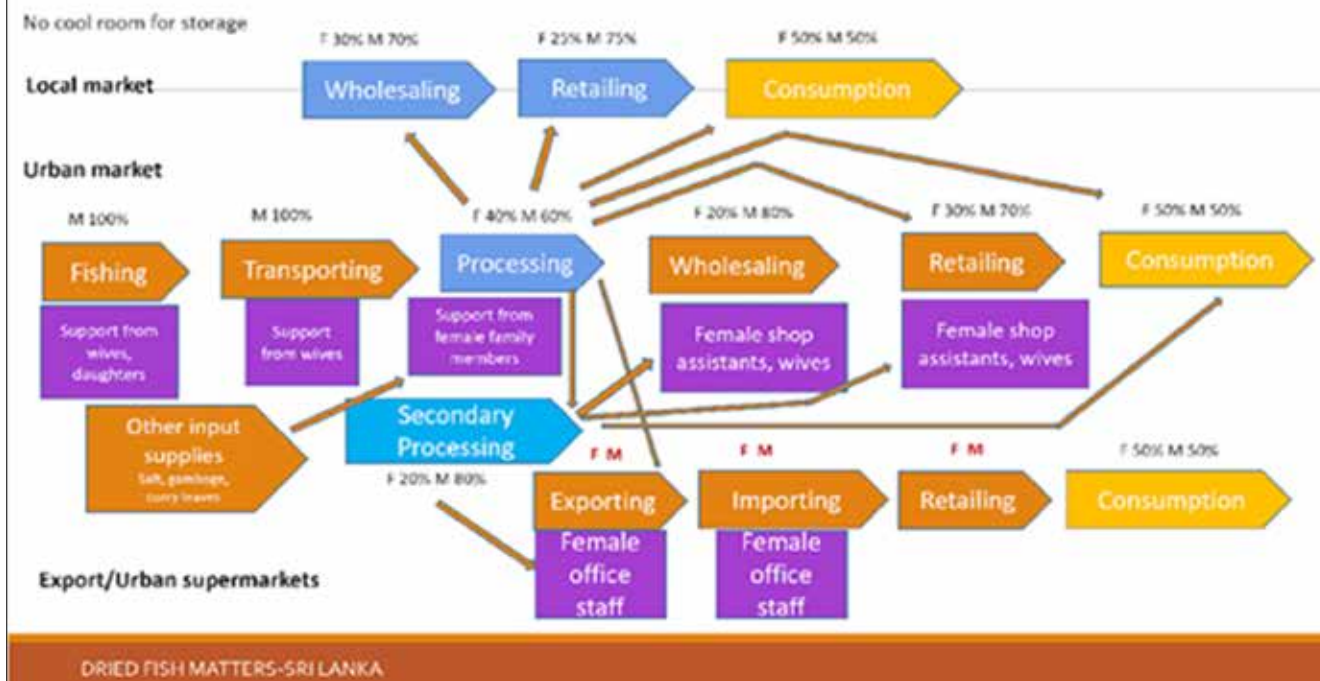 No cool room for storage
F 30% M 70%
F 25% M 75%
F 50% M 50%
Local market
Wholesaling
Retailing
Consumption
Urban market
M 100%
M 100%
F 40% M 60%
F 20% M 80%
F 30% M 70%
F 50% M 50%
Fishing
Transporting
Processing
Wholesaling
Retailing
Consumption
Support from
wives,
daughters
Support
from wives
Support from
female family
members
Female shop
assistants, wives
Female shop
assistants, wives
Other input
supplies
Salt, gamboge,
curry leaves
Secondary
Processing
F 20% M 80%
F M
F M
F M
F 50% M 50%
Exporting
Importing
Retailing
Consumption
Female
office
staff
Female
office
staff
Export/Urban supermarkets
DRIED FISH MATTERS-SRI LANKA